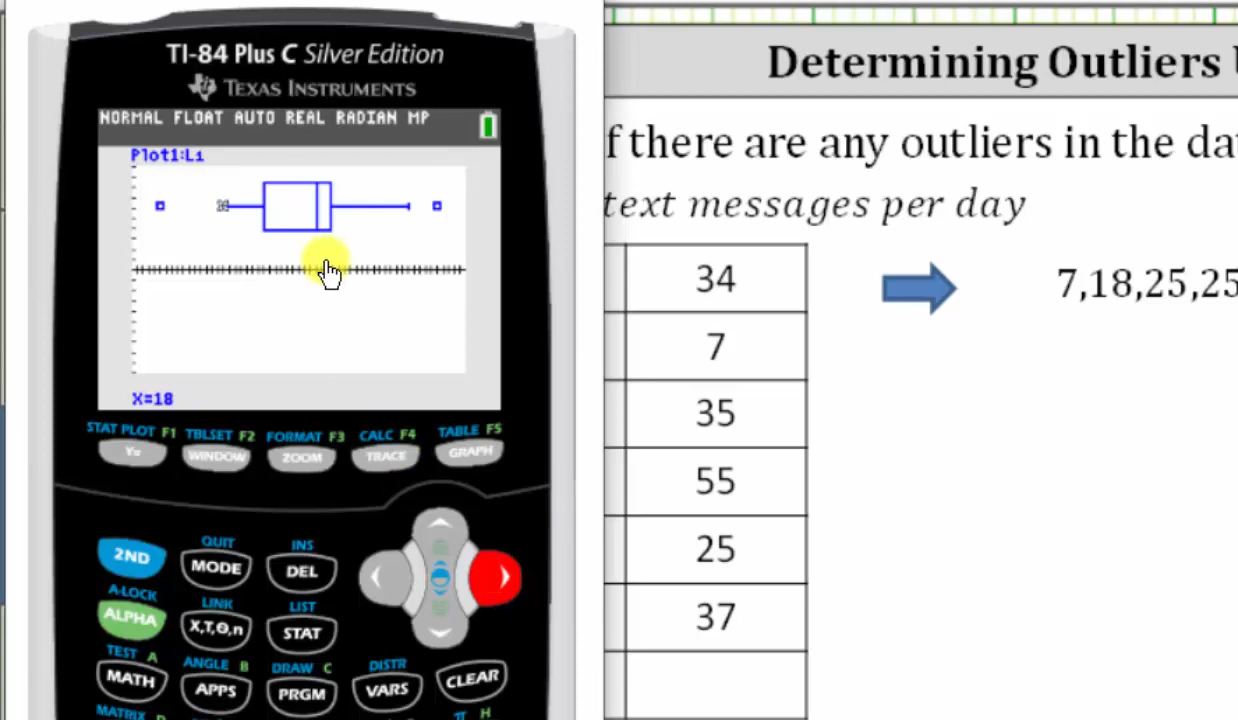 TI-84 Plus C Silver Edition
TEXAS INSTRUMENTS
NORMAL FLOAT AUTO REAL RADIAN MP
Plot1:L1
X=18
STAT PLOT F1 TBLSET F2 FORMAT F3 CALC F4 TABLE F5
Y= WINDOW ZOOM TRACE GRAPH
QUIT INS
2ND MODE DEL
A-LOCK LINK LIST
ALPHA X,T,Θ,n STAT
TEST A ANGLE B DRAW C DISTR
MATH APPS PRGM VARS CLEAR
MATRIX D π H
Determining Outliers U
f there are any outliers in the da
text messages per day
34
7
35
55
25
37
7,18,25,25